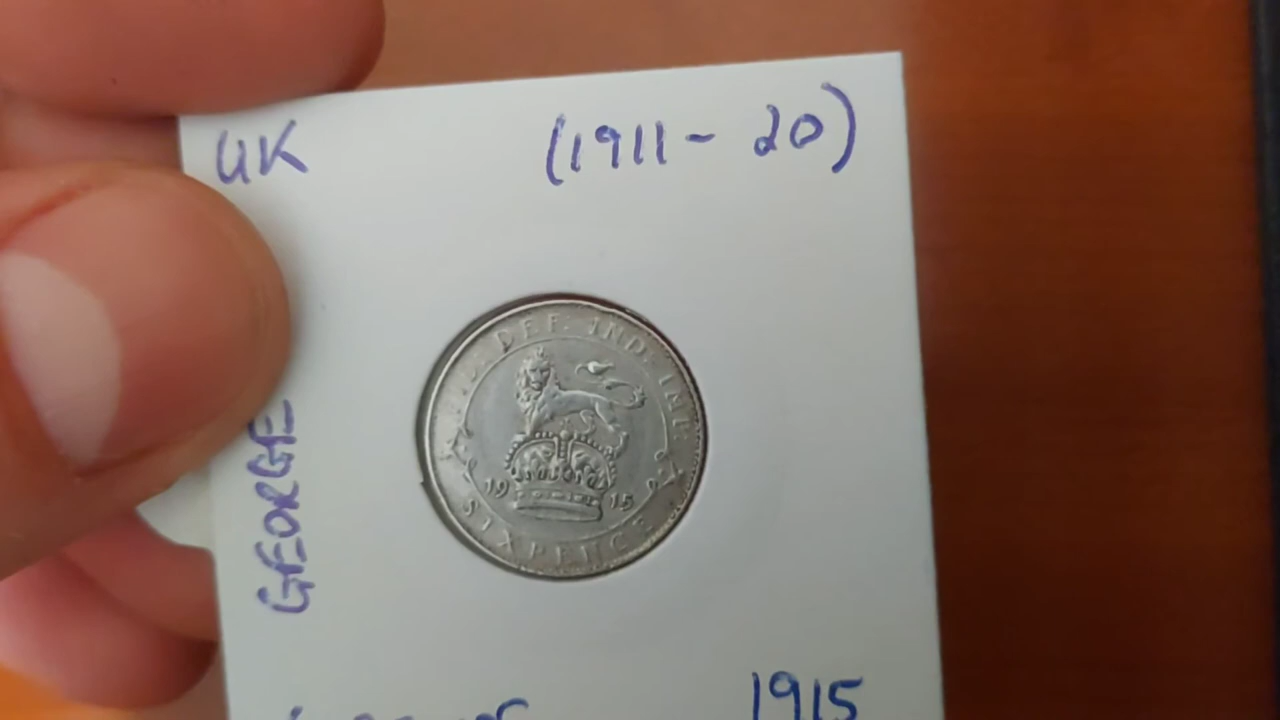 UK (1911-20)
DEF: IND: IMP:
19 15
SIXPENCE
GEORGE
1915